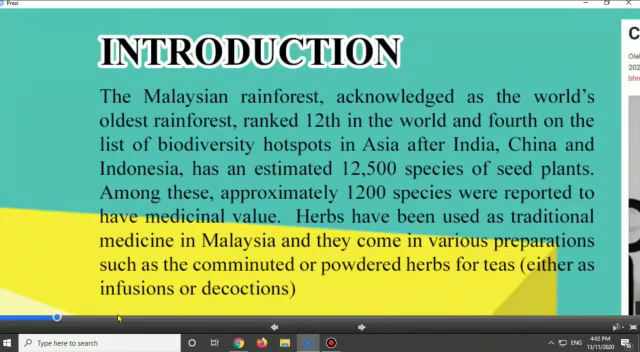 Prezi
INTRODUCTION
The Malaysian rainforest, acknowledged as the world's
oldest rainforest, ranked 12th in the world and fourth on the
list of biodiversity hotspots in Asia after India, China and
Indonesia, has an estimated 12,500 species of seed plants.
Among these, approximately 1200 species were reported to
have medicinal value. Herbs have been used as traditional
medicine in Malaysia and they come in various preparations
such as the comminuted or powdered herbs for teas (either as
infusions or decoctions)
C
Ole
202
bhn
Type here to search
4:02 PM
13/11/2020